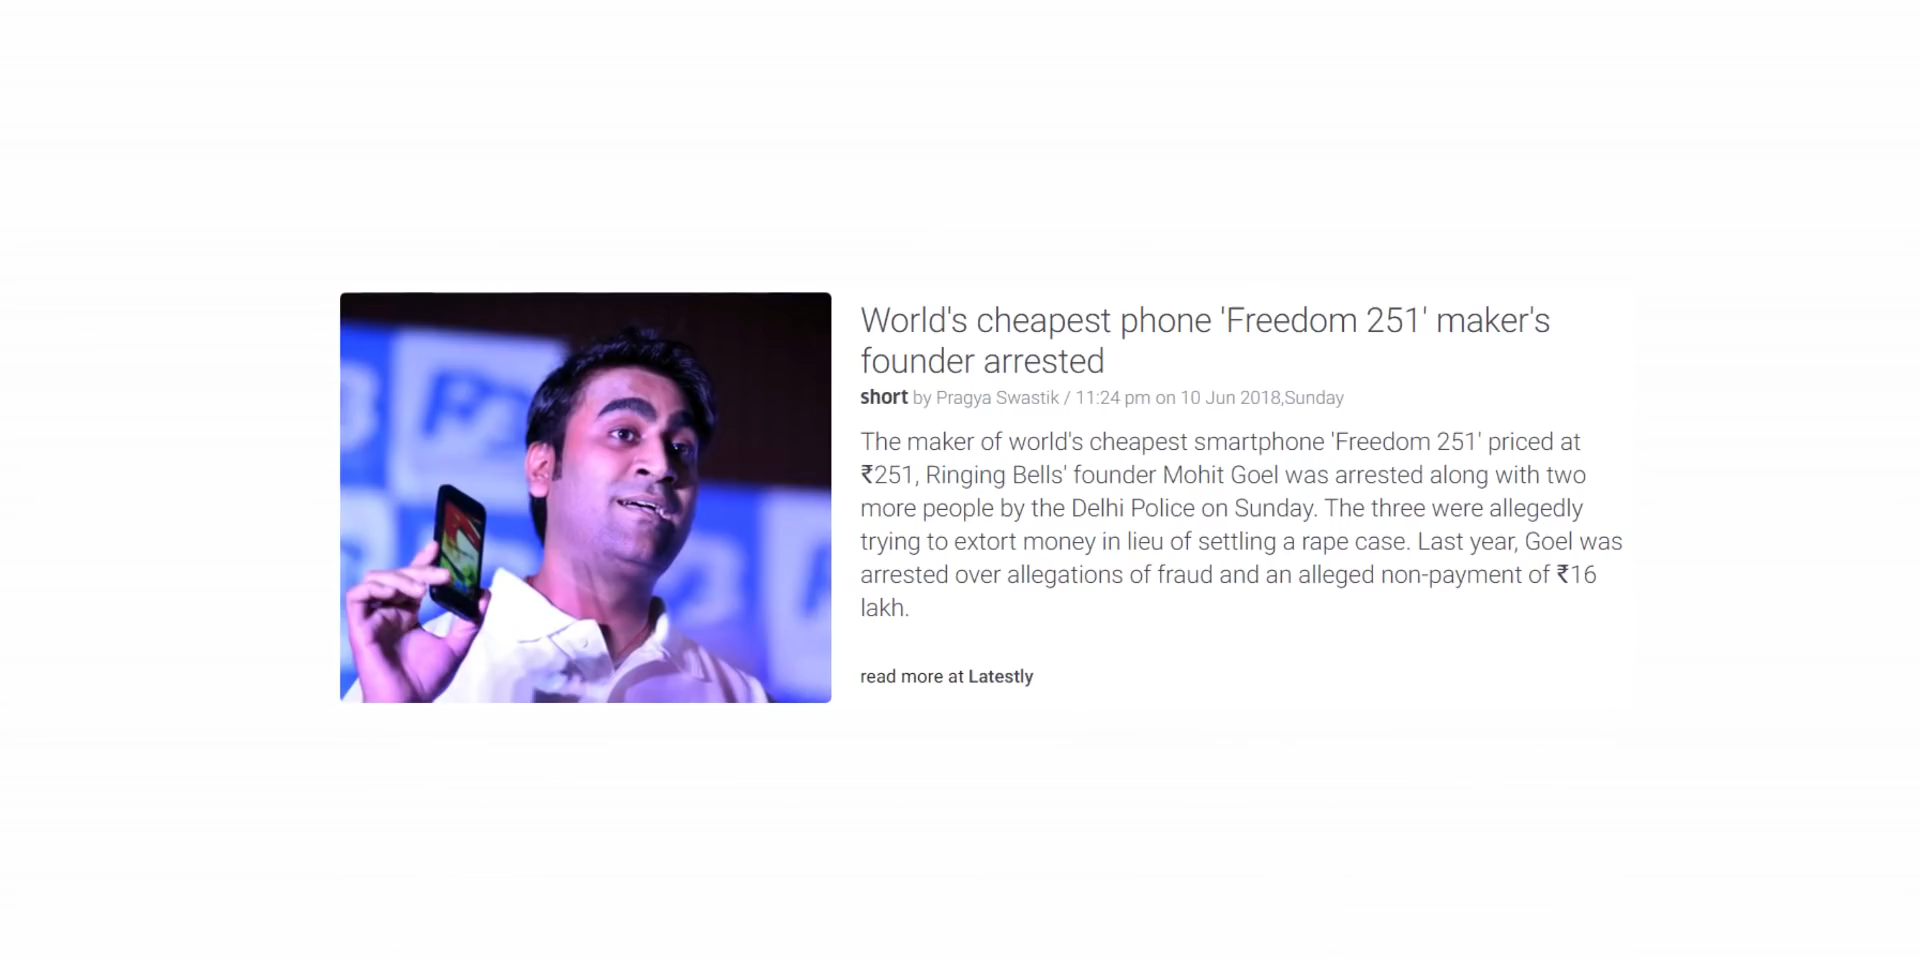 World's cheapest phone 'Freedom 251' maker's
founder arrested
short by Pragya Swastik / 11:24 pm on 10 Jun 2018,Sunday
The maker of world's cheapest smartphone 'Freedom 251' priced at
₹251, Ringing Bells' founder Mohit Goel was arrested along with two
more people by the Delhi Police on Sunday. The three were allegedly
trying to extort money in lieu of settling a rape case. Last year, Goel was
arrested over allegations of fraud and an alleged non-payment of ₹16
lakh.
read more at Latestly